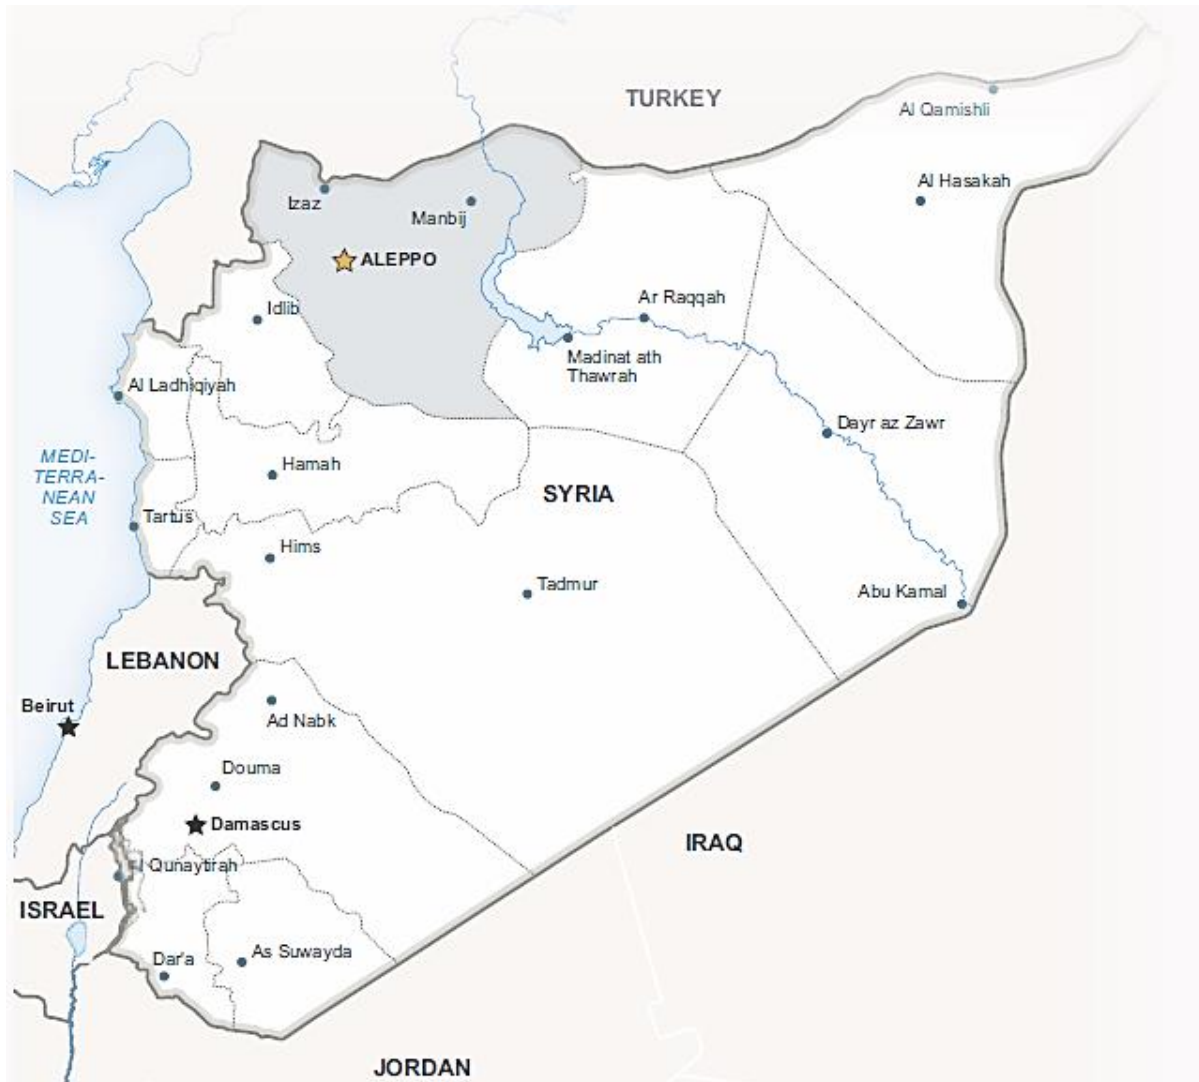 TURKEY
Al Qamishli
Al Hasakah
Izaz
Manbij
ALEPPO
Ar Raqqah
Idlib
Madinat ath
Thawrah
Al Ladhiqiyah
Dayr az Zawr
MEDI-
TERRA-
NEAN
SEA
Hamah
SYRIA
Tartus
Hims
Tadmur
Abu Kamal
LEBANON
Beirut
Ad Nabk
Douma
Damascus
IRAQ
El Qunaytirah
ISRAEL
Dar'a
As Suwayda
JORDAN